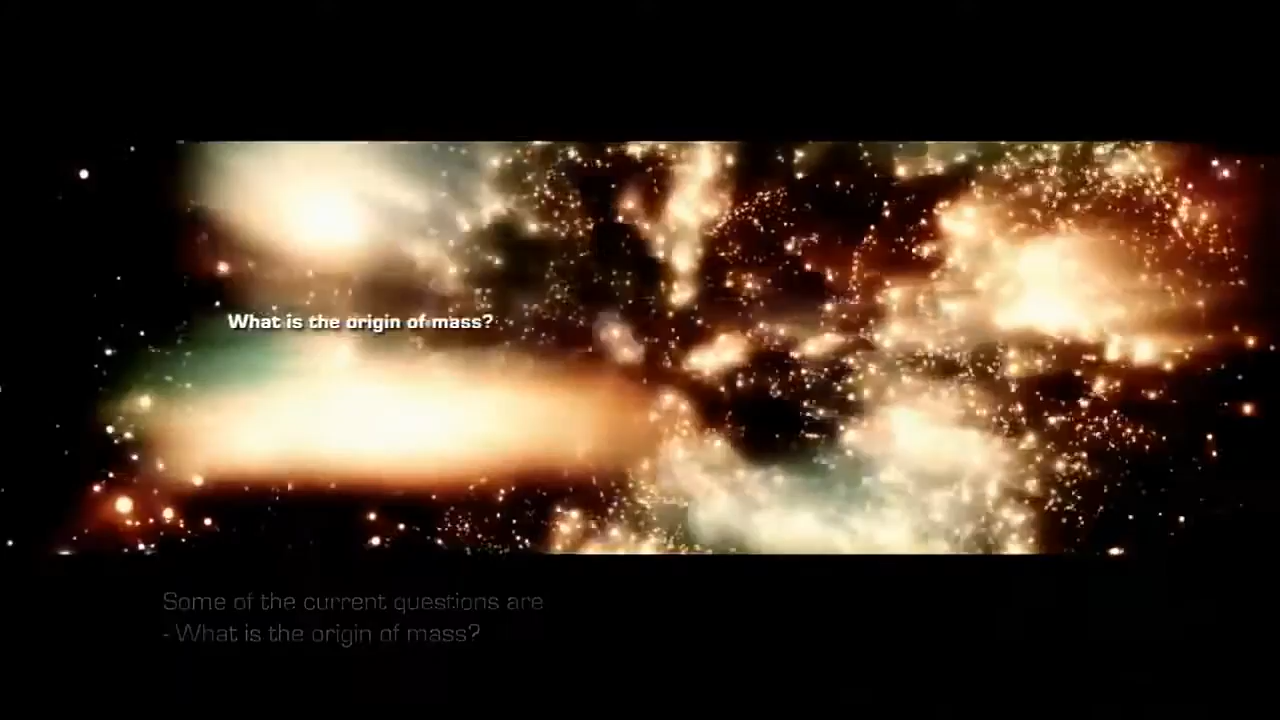 What is the origin of mass?
Some of the current questions are
- What is the origin of mass?